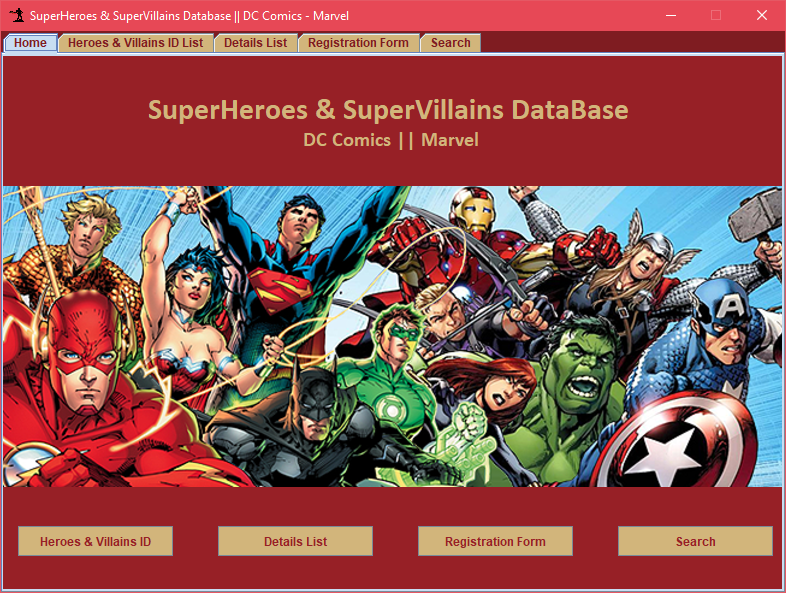 SuperHeroes & SuperVillains Database || DC Comics - Marvel
Home Heroes & Villains ID List Details List Registration Form Search
SuperHeroes & SuperVillains DataBase
DC Comics || Marvel
A
S
Heroes & Villains ID Details List Registration Form Search